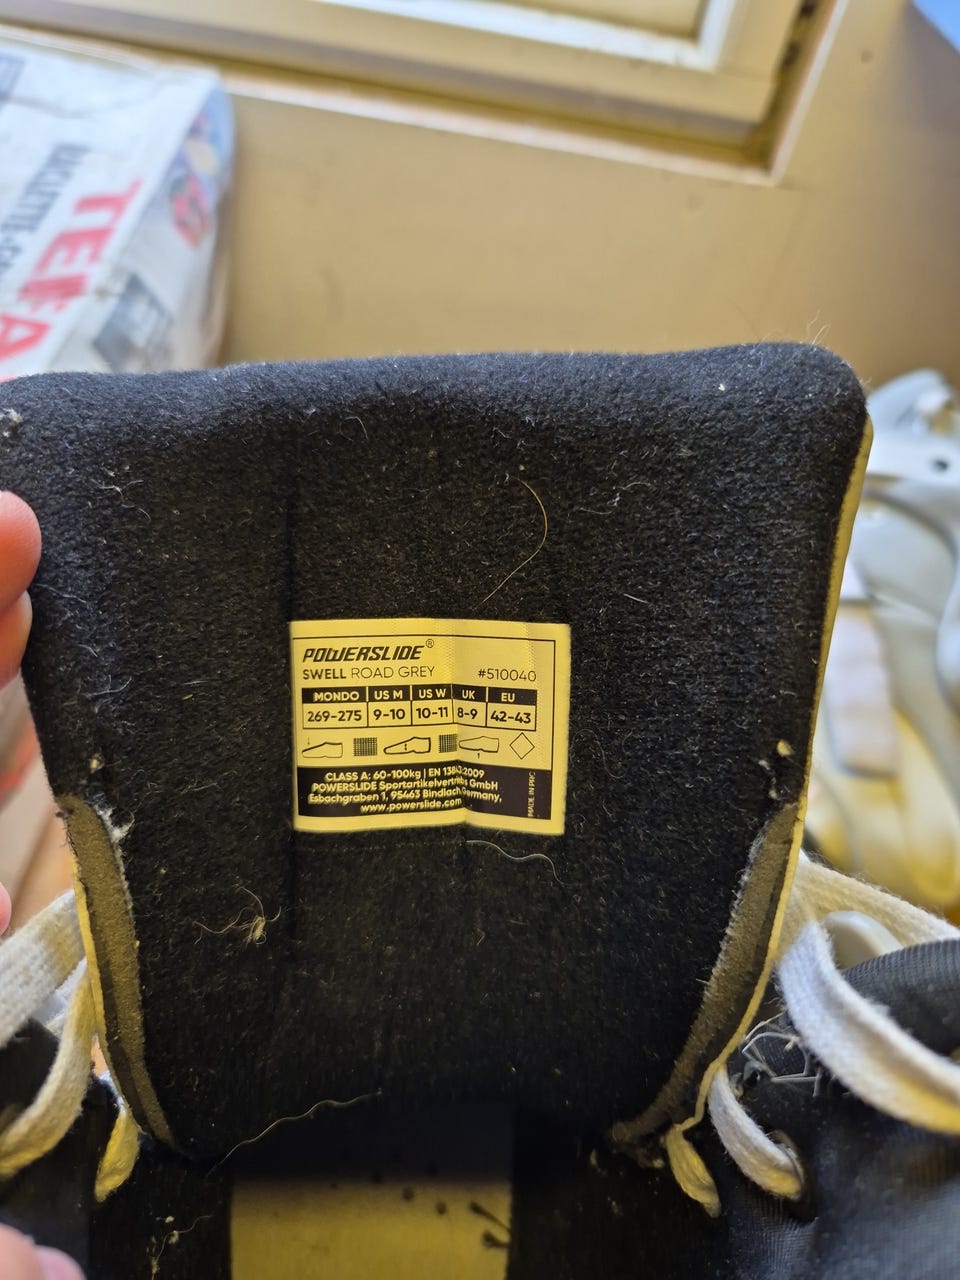 TEFA
RACLETTE-G
POWERSLIDE®
SWELL ROAD GREY #510040
MONDO US M US W UK EU
269-275 9-10 10-11 8-9 42-43
CLASS A: 60-100kg | EN 13843:2009
POWERSLIDE Sportartikelvertriebs GmbH
Esbachgraben 1, 95463 Bindlach, Germany,
www.powerslide.com
MADE IN PRC